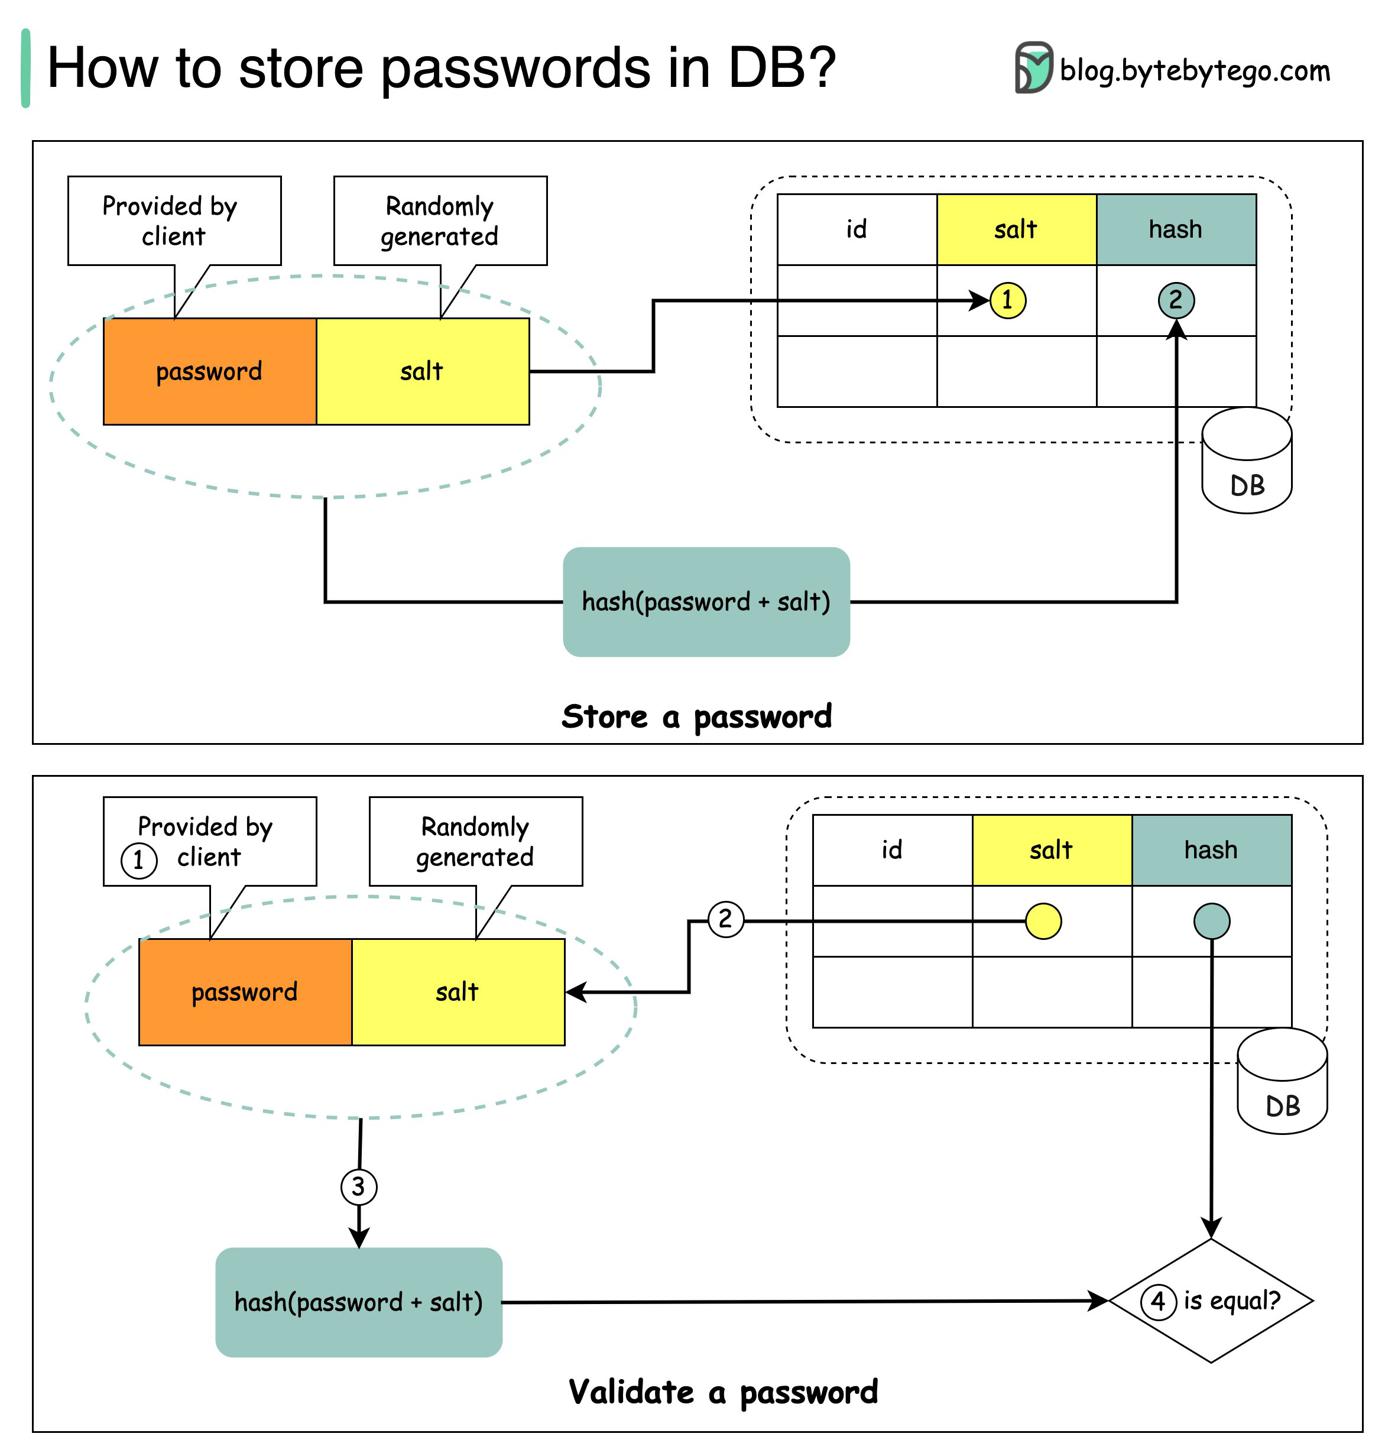 How to store passwords in DB?
blog.bytebytego.com
Provided by
client
Randomly
generated
id
salt
hash
1
2
password
salt
DB
hash(password + salt)
Store a password
Provided by
1 client
Randomly
generated
id
salt
hash
2
password
salt
DB
3
hash(password + salt)
4 is equal?
Validate a password